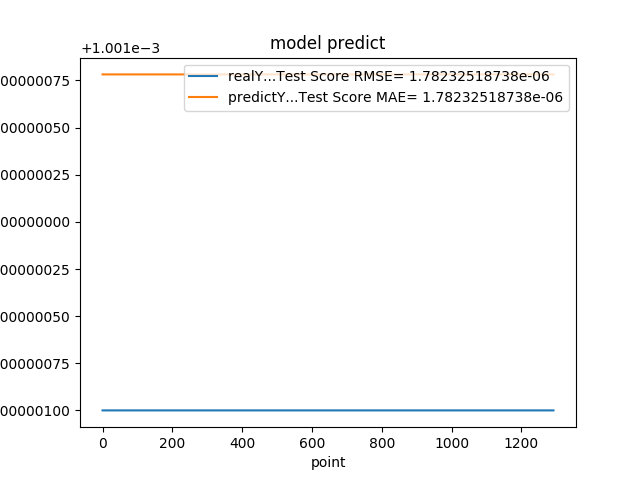 model predict
+1.001e−3
realY...Test Score RMSE= 1.78232518738e-06
predictY...Test Score MAE= 1.78232518738e-06
00000075
00000050
00000025
00000000
00000025
00000050
00000075
00000100
0 200 400 600 800 1000 1200
point